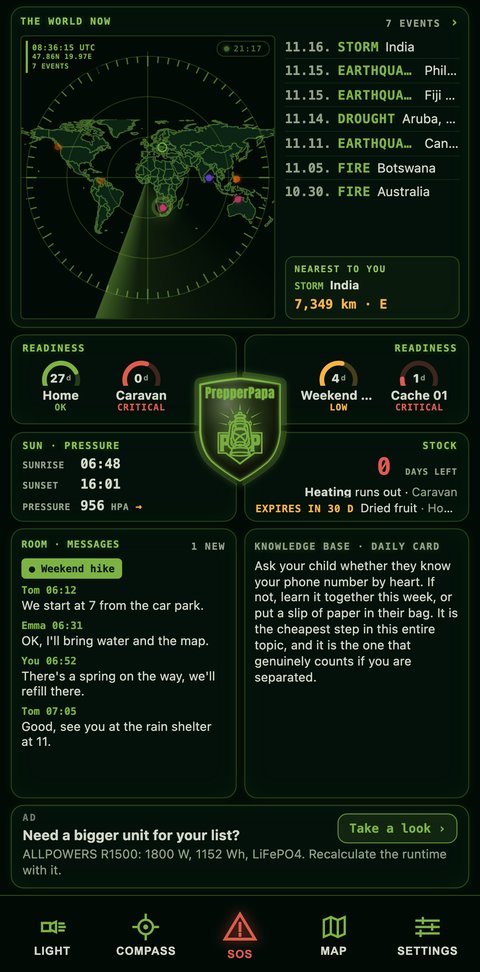 THE WORLD NOW
7 EVENTS ›
08:36:15 UTC
47.86N 19.97E
7 EVENTS
21:17
11.16. STORM India
11.15. EARTHQUA… Phil…
11.15. EARTHQUA… Fiji …
11.14. DROUGHT Aruba, …
11.11. EARTHQUA… Can…
11.05. FIRE Botswana
10.30. FIRE Australia
NEAREST TO YOU
STORM India
7,349 km · E
READINESS
27d
Home
OK
0d
Caravan
CRITICAL
READINESS
4d
Weekend …
LOW
1d
Cache 01
CRITICAL
PrepperPapa
PP
SUN · PRESSURE
SUNRISE 06:48
SUNSET 16:01
PRESSURE 956 HPA →
STOCK
0 DAYS LEFT
Heating runs out · Caravan
EXPIRES IN 30 D Dried fruit · Ho…
ROOM · MESSAGES
1 NEW
● Weekend hike
Tom 06:12
We start at 7 from the car park.
Emma 06:31
OK, I'll bring water and the map.
You 06:52
There's a spring on the way, we'll
refill there.
Tom 07:05
Good, see you at the rain shelter
at 11.
KNOWLEDGE BASE · DAILY CARD
Ask your child whether they know
your phone number by heart. If
not, learn it together this week, or
put a slip of paper in their bag. It is
the cheapest step in this entire
topic, and it is the one that
genuinely counts if you are
separated.
AD
Need a bigger unit for your list?
Take a look ›
ALLPOWERS R1500: 1800 W, 1152 Wh, LiFePO4. Recalculate the runtime
with it.
LIGHT
COMPASS
SOS
MAP
SETTINGS